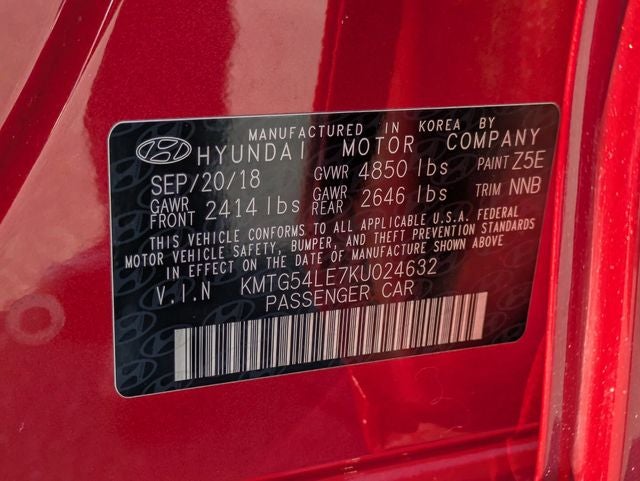 MANUFACTURED IN KOREA BY
HYUNDAI MOTOR COMPANY
SEP/20/18 GVWR 4850 lbs PAINT Z5E
GAWR FRONT 2414 lbs GAWR REAR 2646 lbs TRIM NNB
THIS VEHICLE CONFORMS TO ALL APPLICABLE U.S.A. FEDERAL
MOTOR VEHICLE SAFETY, BUMPER, AND THEFT PREVENTION STANDARDS
IN EFFECT ON THE DATE OF MANUFACTURE SHOWN ABOVE
V.I.N KMTG54LE7KU024632
PASSENGER CAR